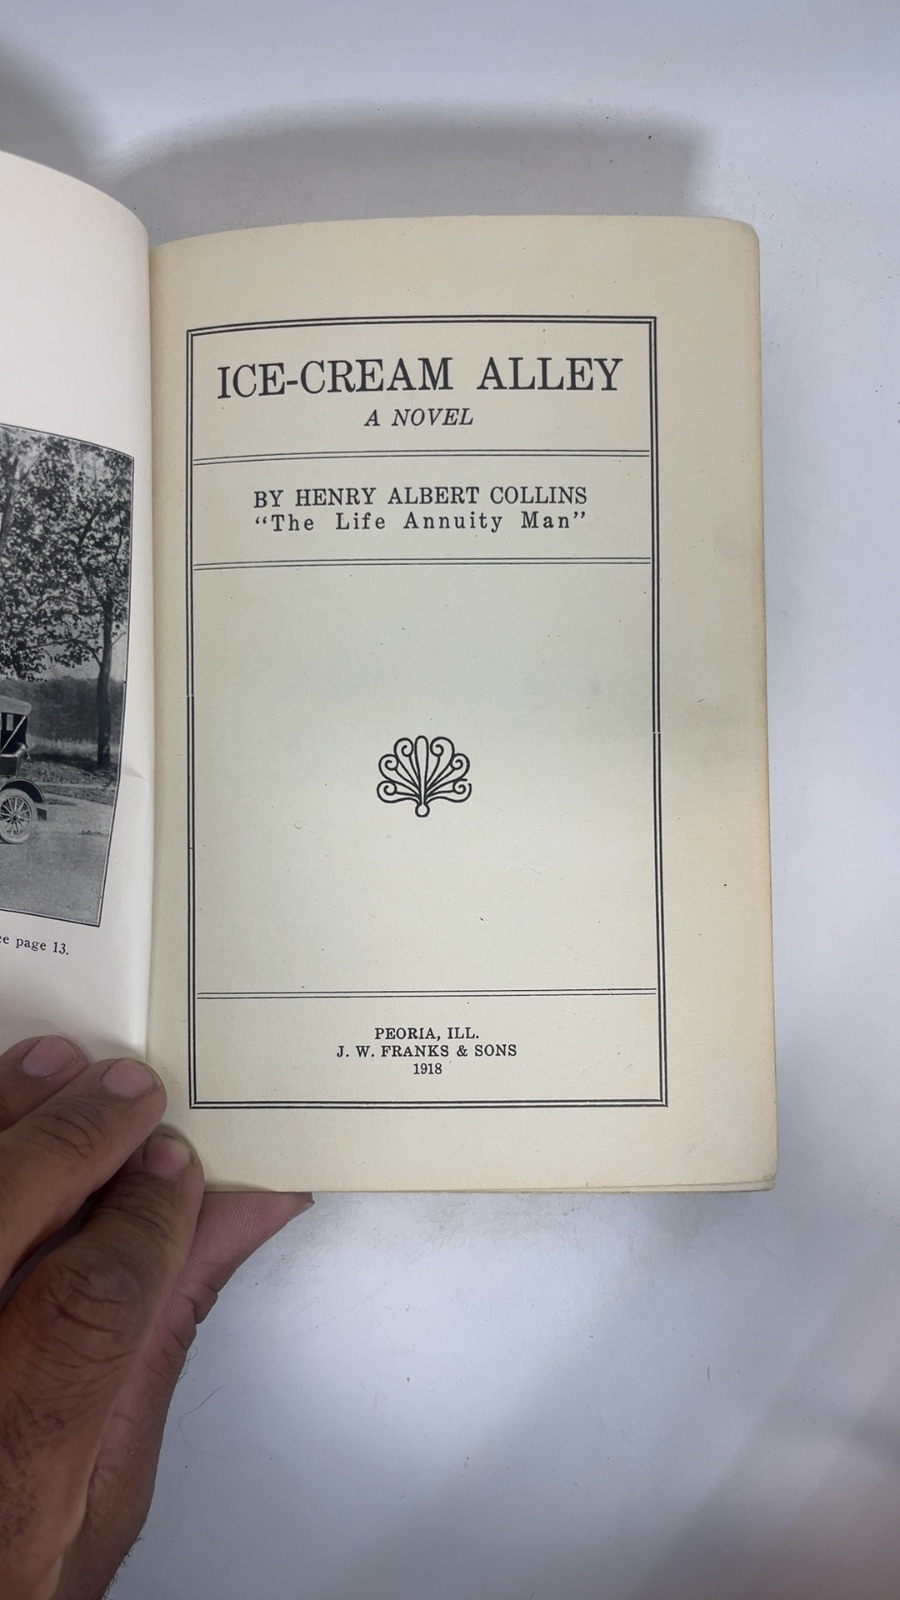 ICE-CREAM ALLEY
A NOVEL
BY HENRY ALBERT COLLINS
“The Life Annuity Man”
PEORIA, ILL.
J. W. FRANKS & SONS
1918
page 13.